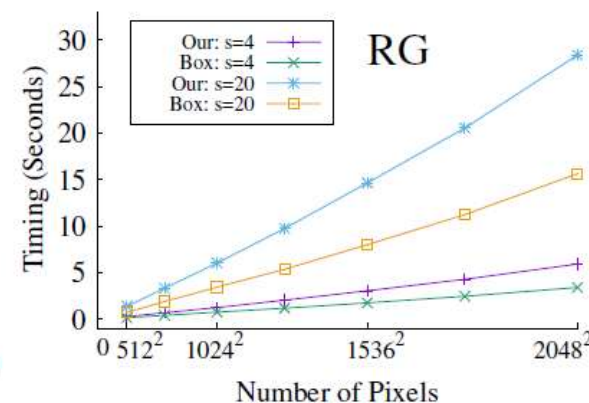 RG
Our: s=4
Box: s=4
Our: s=20
Box: s=20
Timing (Seconds)
30
25
20
15
10
5
0
0 512² 1024² 1536² 2048²
Number of Pixels